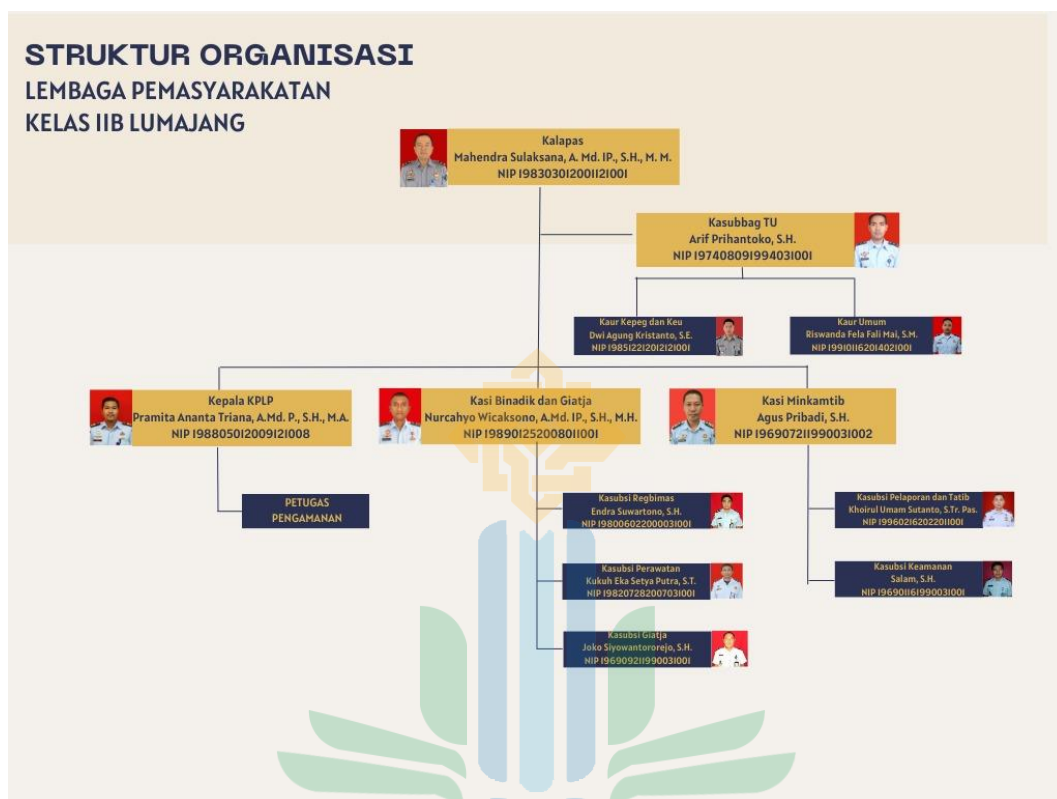 STRUKTUR ORGANISASI
LEMBAGA PEMASYARAKATAN
KELAS IIB LUMAJANG
Kalapas
Mahendra Sulaksana, A. Md. IP., S.H., M. M.
NIP 198303012001121001
Kasubbag TU
Arif Prihantoko, S.H.
NIP 197408091994031001
Kaur Kepeg dan Keu
Dwi Agung Kristanto, S.E.
NIP 198512212012121001
Kaur Umum
Riswanda Fela Fali Mai, S.M.
NIP 199101162014021001
Kepala KPLP
Pramita Ananta Triana, A.Md. P., S.H., M.A.
NIP 198805012009121008
Kasi Binadik dan Giatja
Nurcahyo Wicaksono, A.Md. IP., S.H., M.H.
NIP 198901252008011001
Kasi Minkamtib
Agus Pribadi, S.H.
NIP 196907211990031002
PETUGAS
PENGAMANAN
Kasubsi Regbimas
Endra Suwartono, S.H.
NIP 198006022000031001
Kasubsi Perawatan
Kukuh Eka Setya Putra, S.T.
NIP 198207282007031001
Kasubsi Giatja
Joko Siyowantororejo, S.H.
NIP 196909211990031001
Kasubsi Pelaporan dan Tatib
Khoirul Umam Sutanto, S.Tr. Pas.
NIP 199602162022011001
Kasubsi Keamanan
Salam, S.H.
NIP 196901161990031001